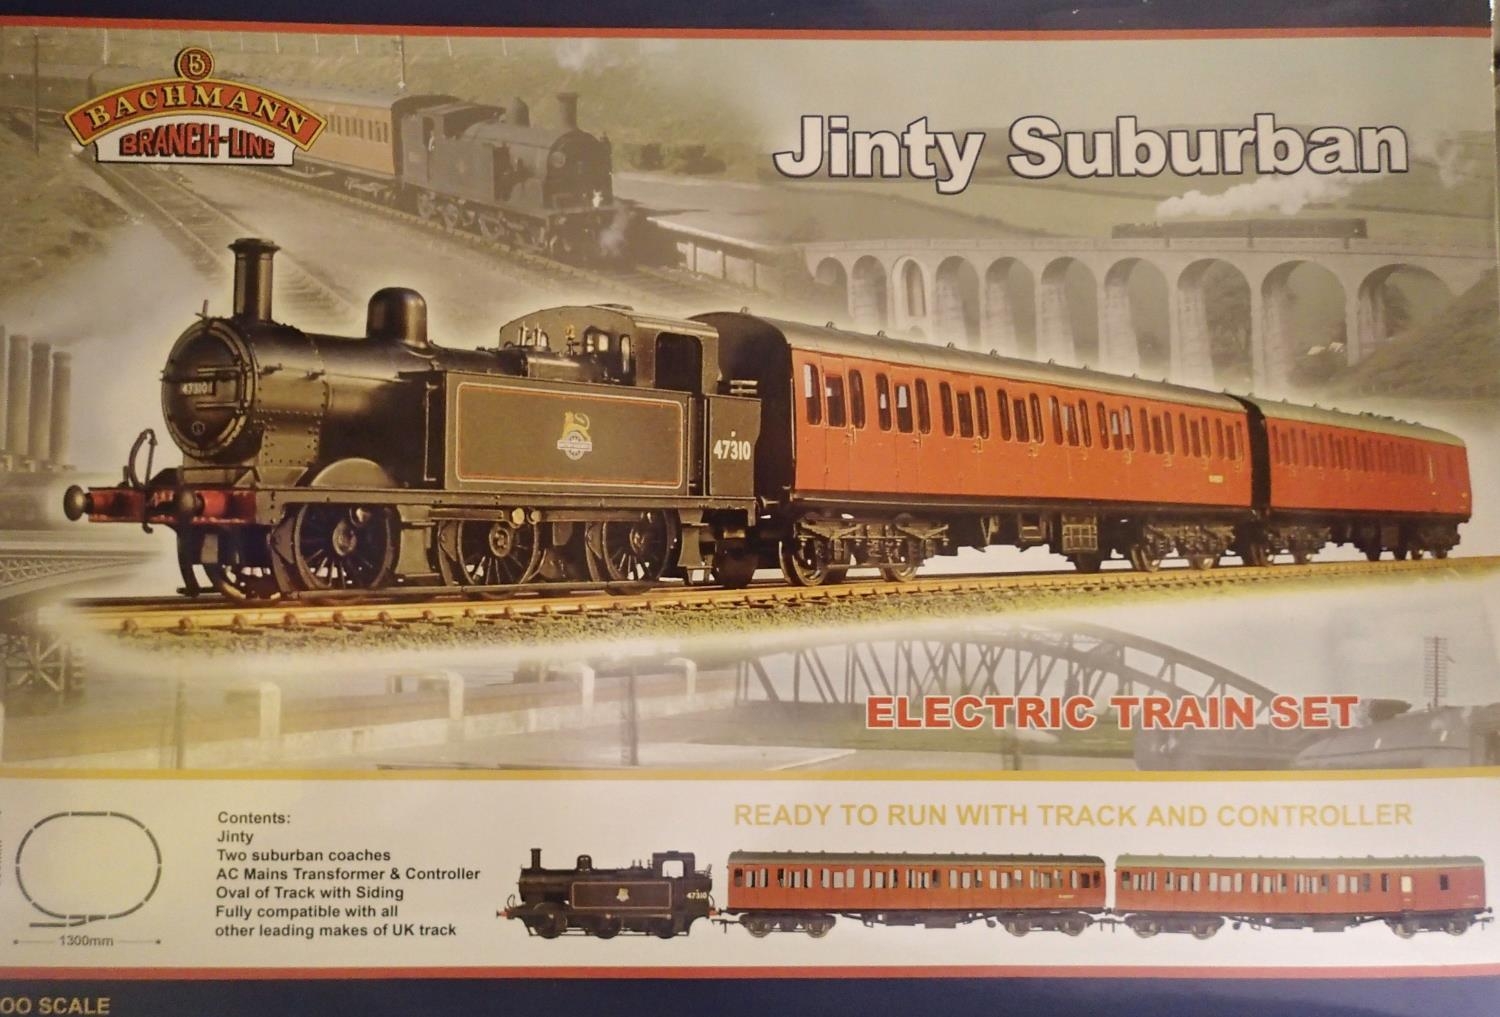 B
BACHMANN
BRANCH-LINE
Jinty Suburban
47310
47310
ELECTRIC TRAIN SET
READY TO RUN WITH TRACK AND CONTROLLER
Contents:
Jinty
Two suburban coaches
AC Mains Transformer & Controller
Oval of Track with Siding
Fully compatible with all
other leading makes of UK track
1300mm
47310
OO SCALE